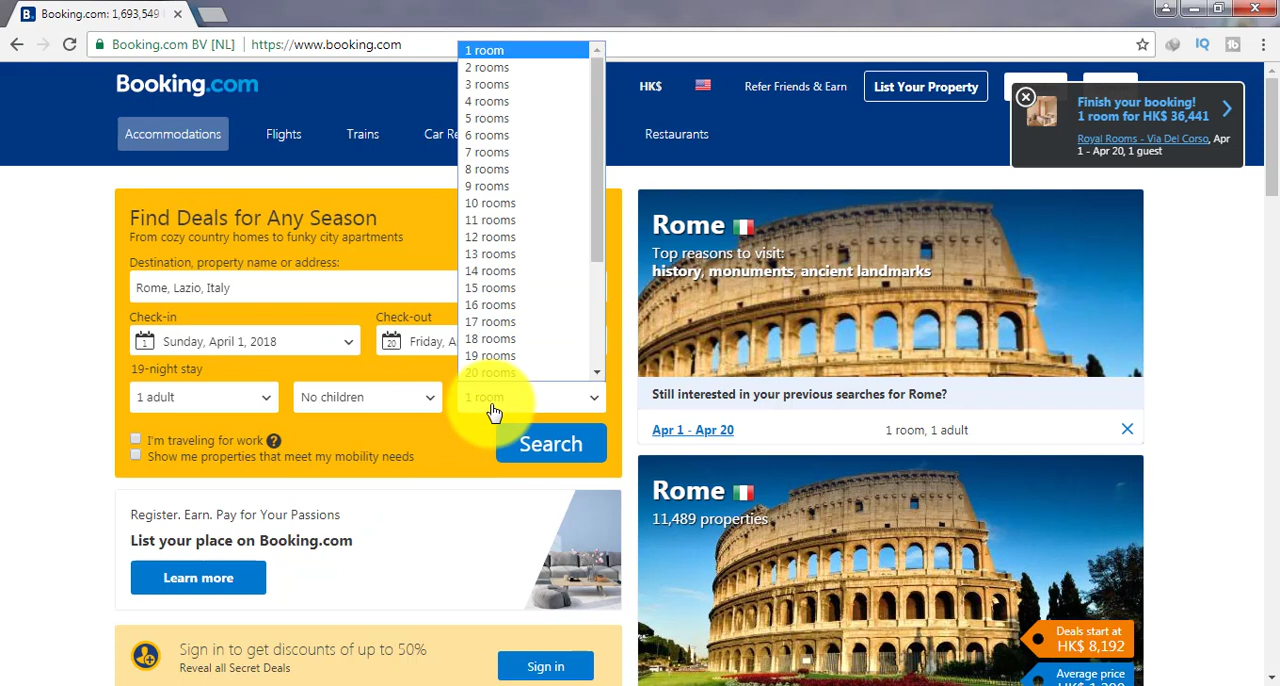 B. Booking.com: 1,693,549
Booking.com BV [NL]
https://www.booking.com
Booking.com
HK$
Refer Friends & Earn
List Your Property
Accommodations
Flights
Trains
Car Re
Restaurants
Finish your booking!
1 room for HK$ 36,441
Royal Rooms - Via Del Corso, Apr
1 - Apr 20, 1 guest
1 room
2 rooms
3 rooms
4 rooms
5 rooms
6 rooms
7 rooms
8 rooms
9 rooms
10 rooms
11 rooms
12 rooms
13 rooms
14 rooms
15 rooms
16 rooms
17 rooms
18 rooms
19 rooms
20 rooms
Find Deals for Any Season
From cozy country homes to funky city apartments
Destination, property name or address:
Rome, Lazio, Italy
Check-in
Check-out
1 Sunday, April 1, 2018
20 Friday, A
19-night stay
1 adult
No children
1 room
I'm traveling for work ?
Show me properties that meet my mobility needs
Search
Register. Earn. Pay for Your Passions
List your place on Booking.com
Learn more
Sign in to get discounts of up to 50%
Reveal all Secret Deals
Sign in
Rome
Top reasons to visit:
history, monuments, ancient landmarks
Still interested in your previous searches for Rome?
Apr 1 - Apr 20
1 room, 1 adult
Rome
11,489 properties
Deals start at
HK$ 8,192
Average price